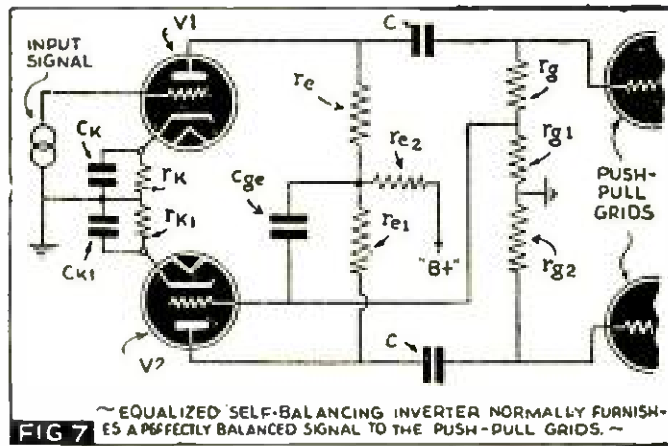 V1
C
INPUT
SIGNAL
re
rg
CK
re2
rg1
rK
Cge
PUSH-
PULL
GRIDS
rK1
re1
"B+"
rg2
CK1
V2
C
~ EQUALIZED SELF-BALANCING INVERTER NORMALLY FURNISH-
FIG 7 ES A PERFECTLY BALANCED SIGNAL TO THE PUSH-PULL GRIDS. ~